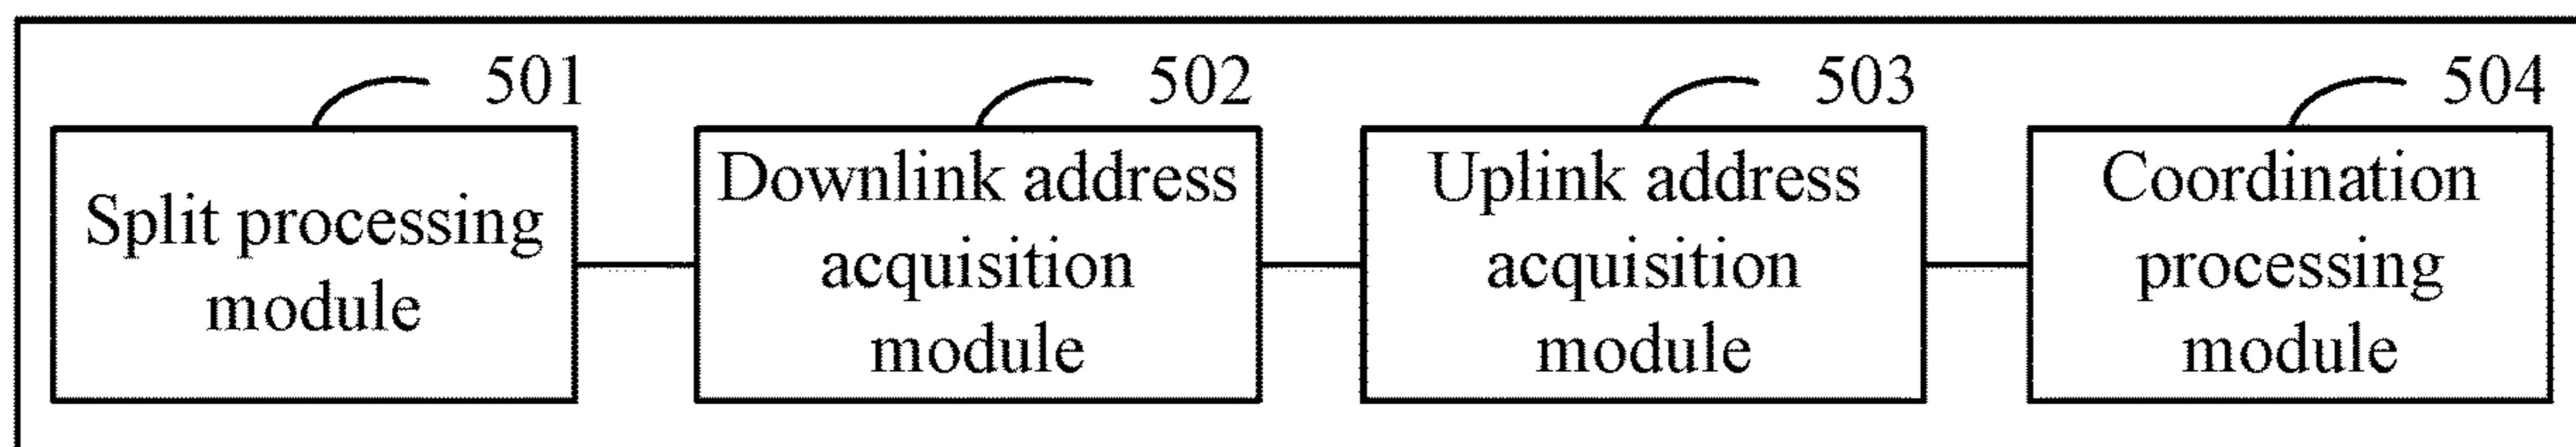 501
Split processing
module
502
Downlink address
acquisition
module
503
Uplink address
acquisition
module
504
Coordination
processing
module